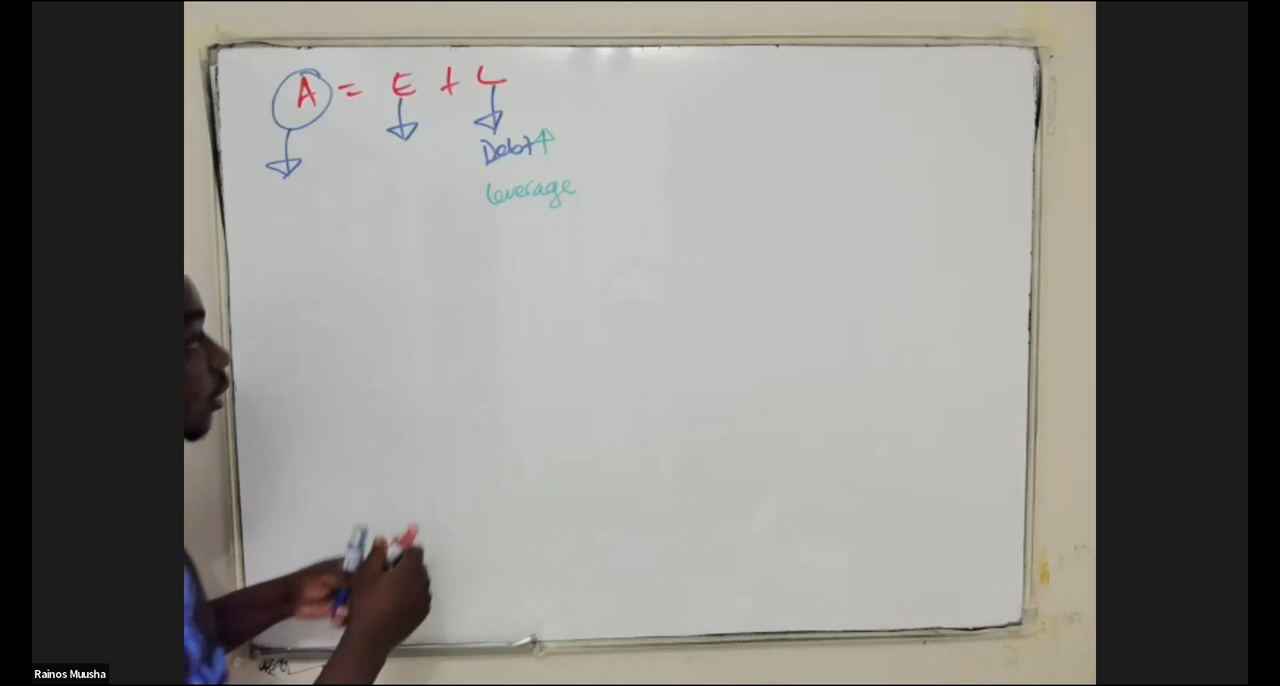 A = E + L
Debt↑
Leverage
Rainos Muusha